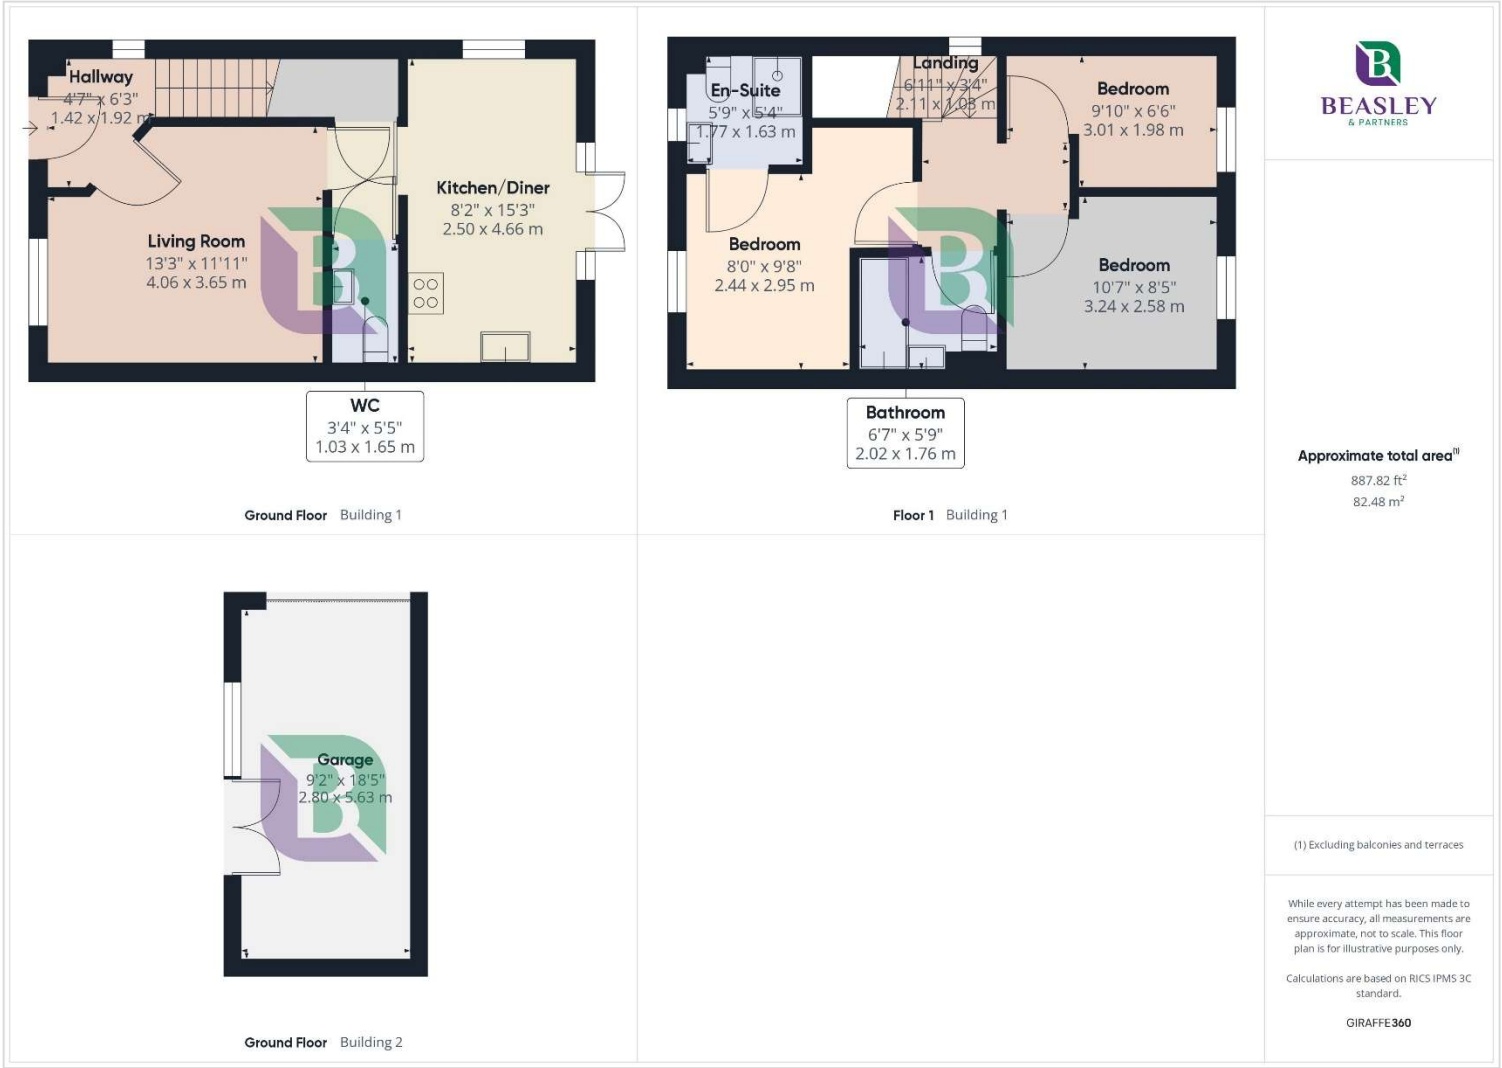 Hallway
4'7" x 6'3"
1.42 x 1.92 m
Living Room
13'3" x 11'11"
4.06 x 3.65 m
Kitchen/Diner
8'2" x 15'3"
2.50 x 4.66 m
WC
3'4" x 5'5"
1.03 x 1.65 m
B
Ground Floor Building 1
En-Suite
5'9" x 5'4"
1.77 x 1.63 m
Landing
6'11" x 3'4"
2.11 x 1.03 m
Bedroom
9'10" x 6'6"
3.01 x 1.98 m
Bedroom
8'0" x 9'8"
2.44 x 2.95 m
Bedroom
10'7" x 8'5"
3.24 x 2.58 m
Bathroom
6'7" x 5'9"
2.02 x 1.76 m
B
Floor 1 Building 1
Garage
9'2" x 18'5"
2.80 x 5.63 m
B
Ground Floor Building 2
B
BEASLEY
& PARTNERS
Approximate total area(1)
887.82 ft²
82.48 m²
(1) Excluding balconies and terraces
While every attempt has been made to
ensure accuracy, all measurements are
approximate, not to scale. This floor
plan is for illustrative purposes only.
Calculations are based on RICS IPMS 3C
standard.
GIRAFFE360